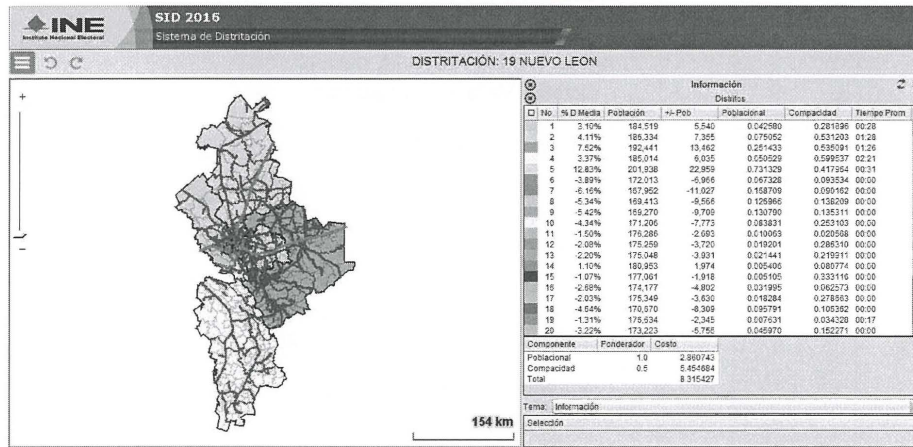 INE
Instituto Nacional Electoral
SID 2016
Sistema de Distritación
DISTRITACIÓN: 19 NUEVO LEON
Información
Distritos
No. % D Media Población +/- Pob Poblacional Compacidad Tiempo Prom
1 3.10% 184,519 5,540 0.042580 0.281896 00:28
2 4.11% 186,334 7,355 0.075052 0.531203 01:28
3 7.52% 192,441 13,462 0.251433 0.535091 01:26
4 3.37% 185,014 6,035 0.050529 0.599537 02:21
5 12.83% 201,938 22,959 0.731329 0.417954 00:31
6 -3.89% 172,013 -6,966 0.067328 0.093534 00:00
7 -6.16% 167,952 -11,027 0.168709 0.090162 00:00
8 -5.34% 169,413 -9,566 0.126966 0.138209 00:00
9 -5.42% 169,270 -9,709 0.130790 0.135311 00:00
10 -4.34% 171,206 -7,773 0.083831 0.253103 00:00
11 -1.50% 176,286 -2,693 0.010063 0.020568 00:00
12 -2.08% 175,259 -3,720 0.019201 0.285310 00:00
13 -2.20% 175,048 -3,931 0.021441 0.219911 00:00
14 1.10% 180,953 1,974 0.005406 0.080774 00:00
15 -1.07% 177,061 -1,918 0.005105 0.333116 00:00
16 -2.68% 174,177 -4,802 0.031995 0.062573 00:00
17 -2.03% 175,349 -3,630 0.018284 0.278563 00:00
18 -4.64% 170,670 -8,309 0.095791 0.105362 00:00
19 -1.31% 176,634 -2,345 0.007631 0.034328 00:17
20 -3.22% 173,223 -5,756 0.045970 0.152271 00:00
Componente Ponderador Costo
Poblacional 1.0 2.860743
Compacidad 0.5 5.454684
Total 8.315427
154 km
Tema: Información
Selección